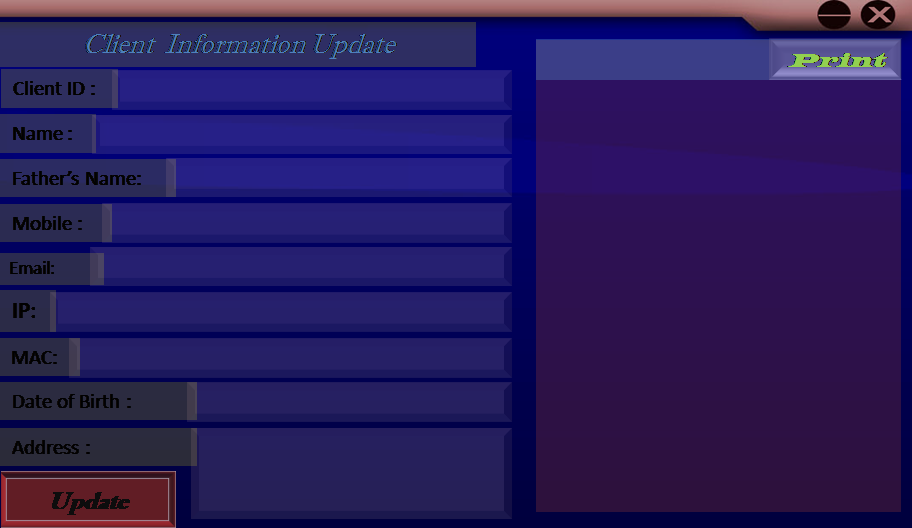 Client Information Update
Print
Client ID :
Name :
Father's Name:
Mobile :
Email:
IP:
MAC:
Date of Birth :
Address :
Update